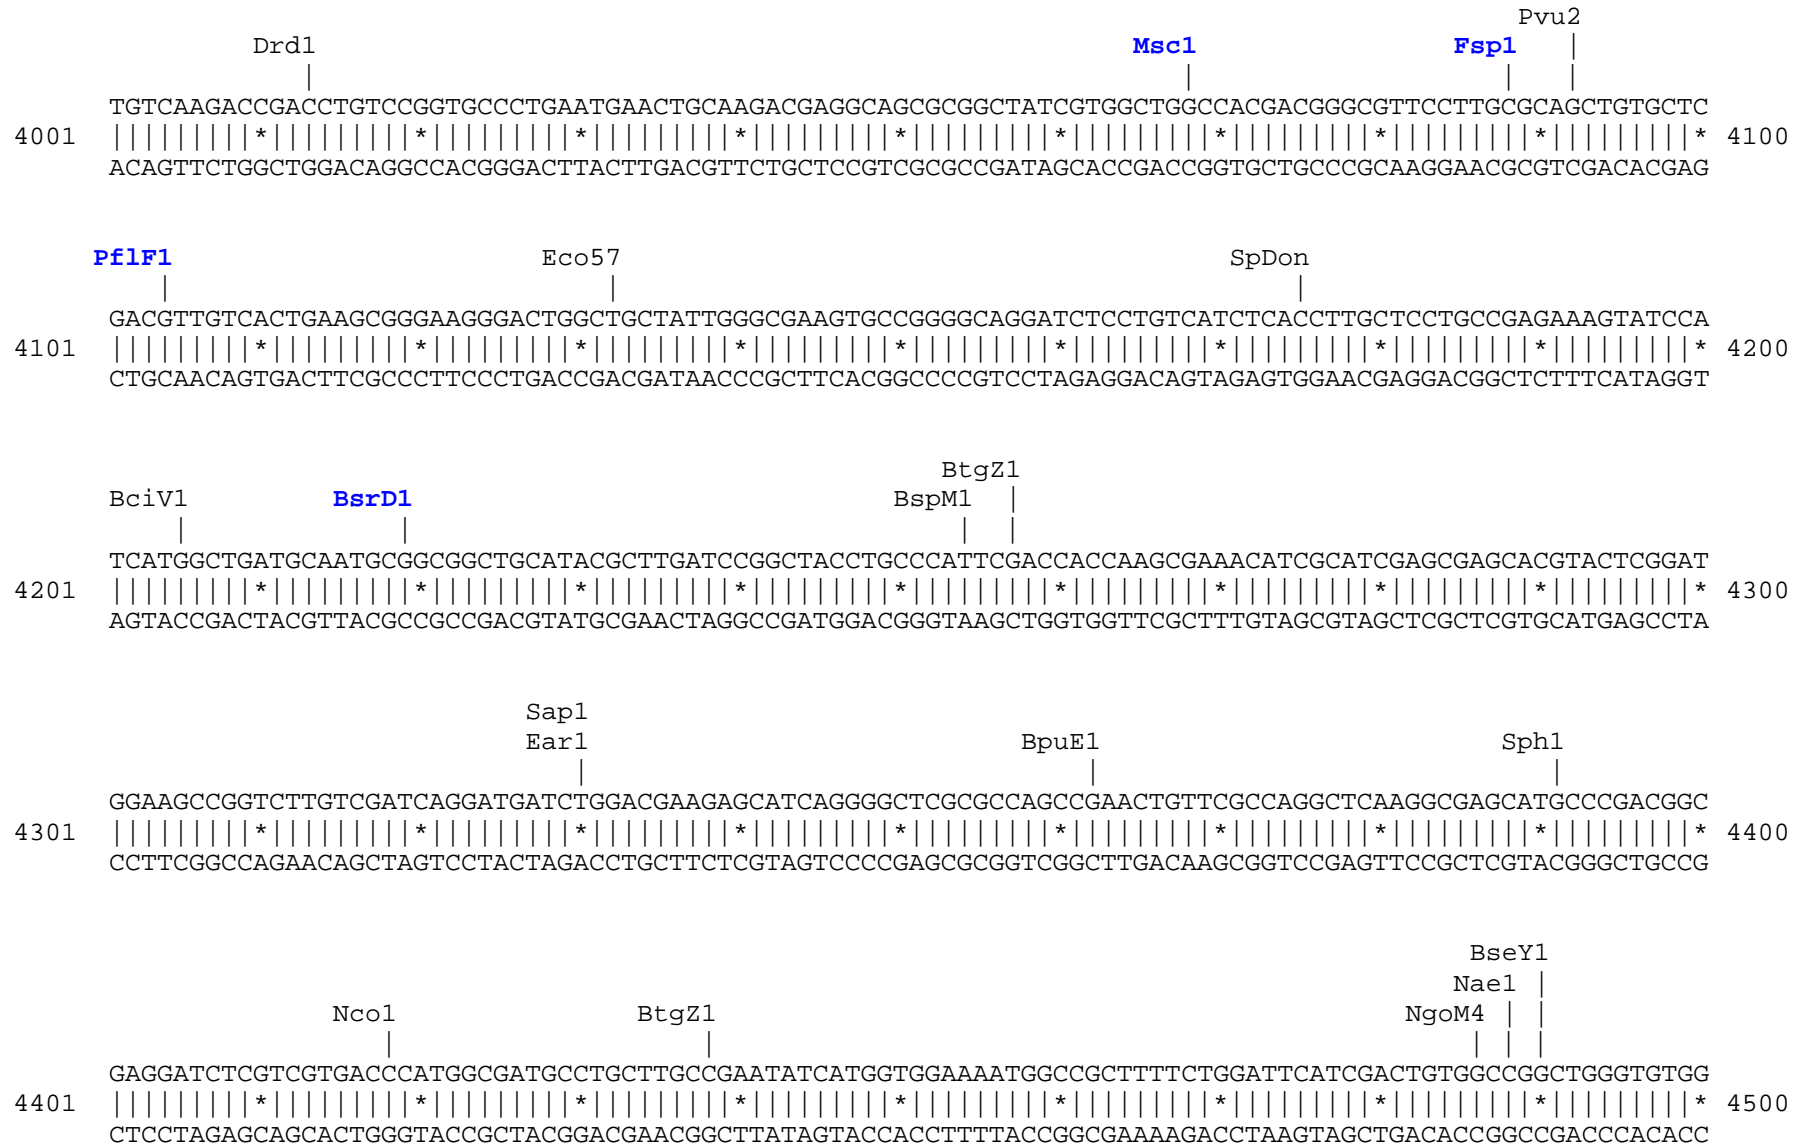 Pvu2
Drd1 Msc1 Fsp1 |
| | | |
TGTCAAGACCGACCTGTCCGGTGCCCTGAATGAACTGCAAGACGAGGCAGCGCGGCTATCGTGGCTGGCCACGACGGGCGTTCCTTGCGCAGCTGTGCTC
4001 |||||||||*|||||||||*|||||||||*|||||||||*|||||||||*|||||||||*|||||||||*|||||||||*|||||||||*|||||||||* 4100
ACAGTTCTGGCTGGACAGGCCACGGGACTTACTTGACGTTCTGCTCCGTCGCGCCGATAGCACCGACCGGTGCTGCCCGCAAGGAACGCGTCGACACGAG
PflF1 Eco57 SpDon
| | |
GACGTTGTCACTGAAGCGGGAAGGGACTGGCTGCTATTGGGCGAAGTGCCGGGGCAGGATCTCCTGTCATCTCACCTTGCTCCTGCCGAGAAAGTATCCA
4101 |||||||||*|||||||||*|||||||||*|||||||||*|||||||||*|||||||||*|||||||||*|||||||||*|||||||||*|||||||||* 4200
CTGCAACAGTGACTTCGCCCTTCCCTGACCGACGATAACCCGCTTCACGGCCCCGTCCTAGAGGACAGTAGAGTGGAACGAGGACGGCTCTTTCATAGGT
BtgZ1
BciV1 BsrD1 BspM1 |
| | | |
TCATGGCTGATGCAATGCGGCGGCTGCATACGCTTGATCCGGCTACCTGCCCATTCGACCACCAAGCGAAACATCGCATCGAGCGAGCACGTACTCGGAT
4201 |||||||||*|||||||||*|||||||||*|||||||||*|||||||||*|||||||||*|||||||||*|||||||||*|||||||||*|||||||||* 4300
AGTACCGACTACGTTACGCCGCCGACGTATGCGAACTAGGCCGATGGACGGGTAAGCTGGTGGTTCGCTTTGTAGCGTAGCTCGCTCGTGCATGAGCCTA
Sap1
Ear1 BpuE1 Sph1
| | |
GGAAGCCGGTCTTGTCGATCAGGATGATCTGGACGAAGAGCATCAGGGGCTCGCGCCAGCCGAACTGTTCGCCAGGCTCAAGGCGAGCATGCCCGACGGC
4301 |||||||||*|||||||||*|||||||||*|||||||||*|||||||||*|||||||||*|||||||||*|||||||||*|||||||||*|||||||||* 4400
CCTTCGGCCAGAACAGCTAGTCCTACTAGACCTGCTTCTCGTAGTCCCCGAGCGCGGTCGGCTTGACAAGCGGTCCGAGTTCCGCTCGTACGGGCTGCCG
BseY1
Nae1 |
Nco1 BtgZ1 NgoM4 | |
| | | | |
GAGGATCTCGTCGTGACCCATGGCGATGCCTGCTTGCCGAATATCATGGTGGAAAATGGCCGCTTTTCTGGATTCATCGACTGTGGCCGGCTGGGTGTGG
4401 |||||||||*|||||||||*|||||||||*|||||||||*|||||||||*|||||||||*|||||||||*|||||||||*|||||||||*|||||||||* 4500
CTCCTAGAGCAGCACTGGGTACCGCTACGGACGAACGGCTTATAGTACCACCTTTTACCGGCGAAAAGACCTAAGTAGCTGACACCGGCCGACCCACACC